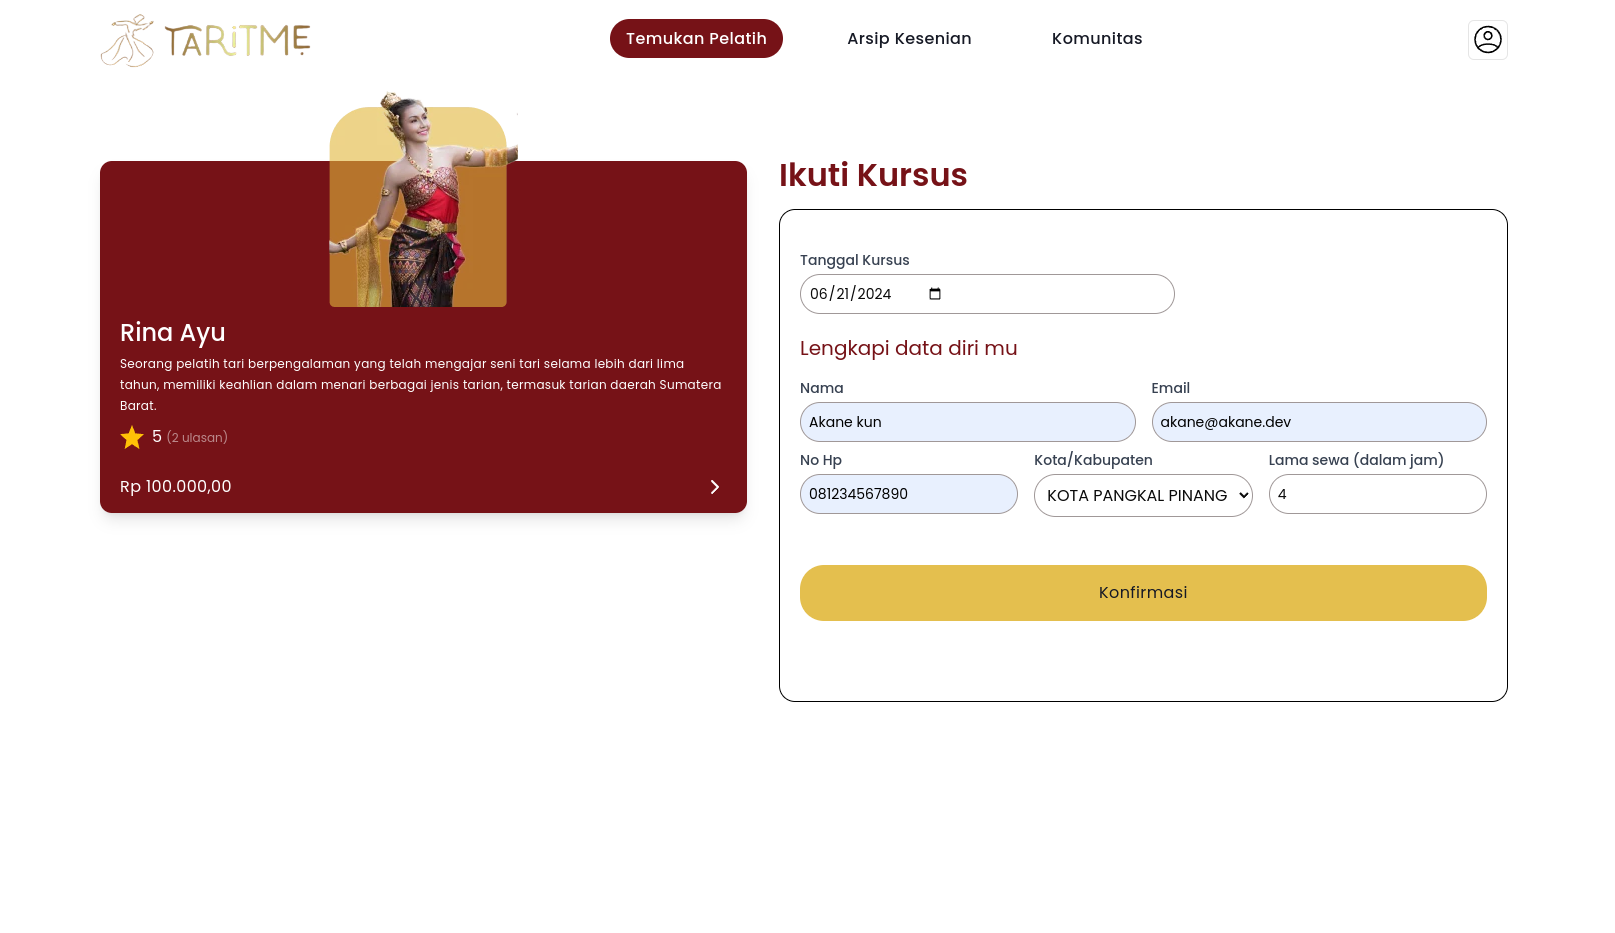 TARiTME
Temukan Pelatih
Arsip Kesenian
Komunitas
Rina Ayu
Seorang pelatih tari berpengalaman yang telah mengajar seni tari selama lebih dari lima
tahun, memiliki keahlian dalam menari berbagai jenis tarian, termasuk tarian daerah Sumatera
Barat.
5 (2 ulasan)
Rp 100.000,00
Ikuti Kursus
Tanggal Kursus
06/21/2024
Lengkapi data diri mu
Nama
Email
Akane kun
akane@akane.dev
No Hp
Kota/Kabupaten
Lama sewa (dalam jam)
081234567890
KOTA PANGKAL PINANG
4
Konfirmasi